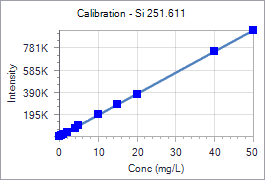 Calibration - Si 251.611
Intensity
781K
585K
390K
195K
0
10
20
30
40
50
Conc (mg/L)